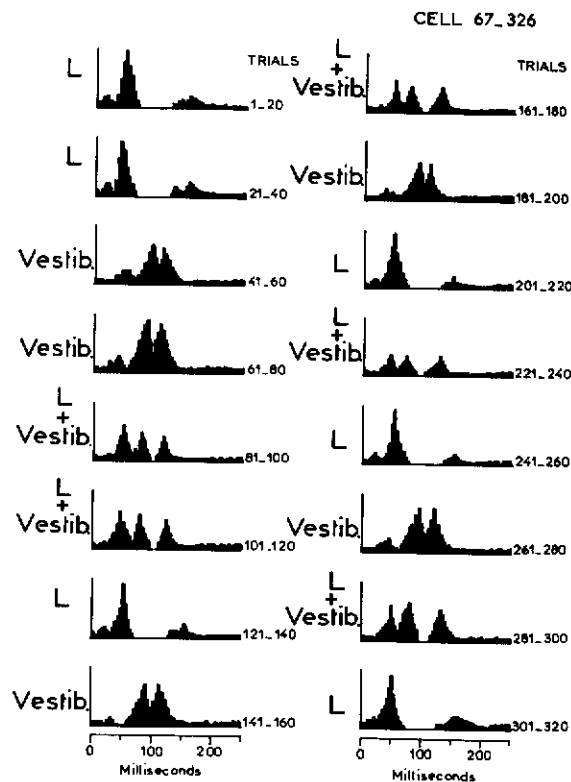 CELL 67_326
TRIALS
L
1_20
L
21_40
Vestib.
41_60
Vestib.
61_80
L
+
Vestib.
81_100
L
+
Vestib.
101_120
L
121_140
Vestib.
141_160
0 100 200
Milliseconds
L
+
Vestib.
TRIALS
161_180
Vestib.
181_200
L
201_220
L
+
Vestib.
221_240
L
241_260
Vestib.
261_280
L
+
Vestib.
281_300
L
301_320
0 100 200
Milliseconds